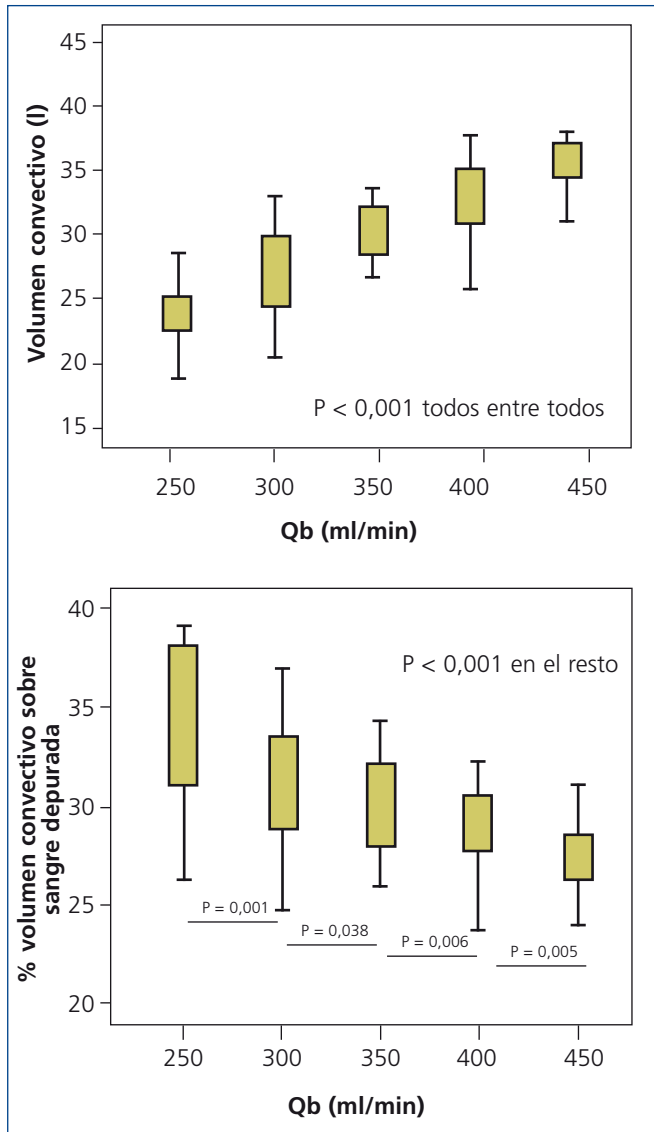 45
40
35
30
25
20
15
Volumen convectivo (l)
P < 0,001 todos entre todos
250 300 350 400 450
Qb (ml/min)
40
35
30
25
20
% volumen convectivo sobre
sangre depurada
P < 0,001 en el resto
P = 0,001
P = 0,038
P = 0,006
P = 0,005
250 300 350 400 450
Qb (ml/min)